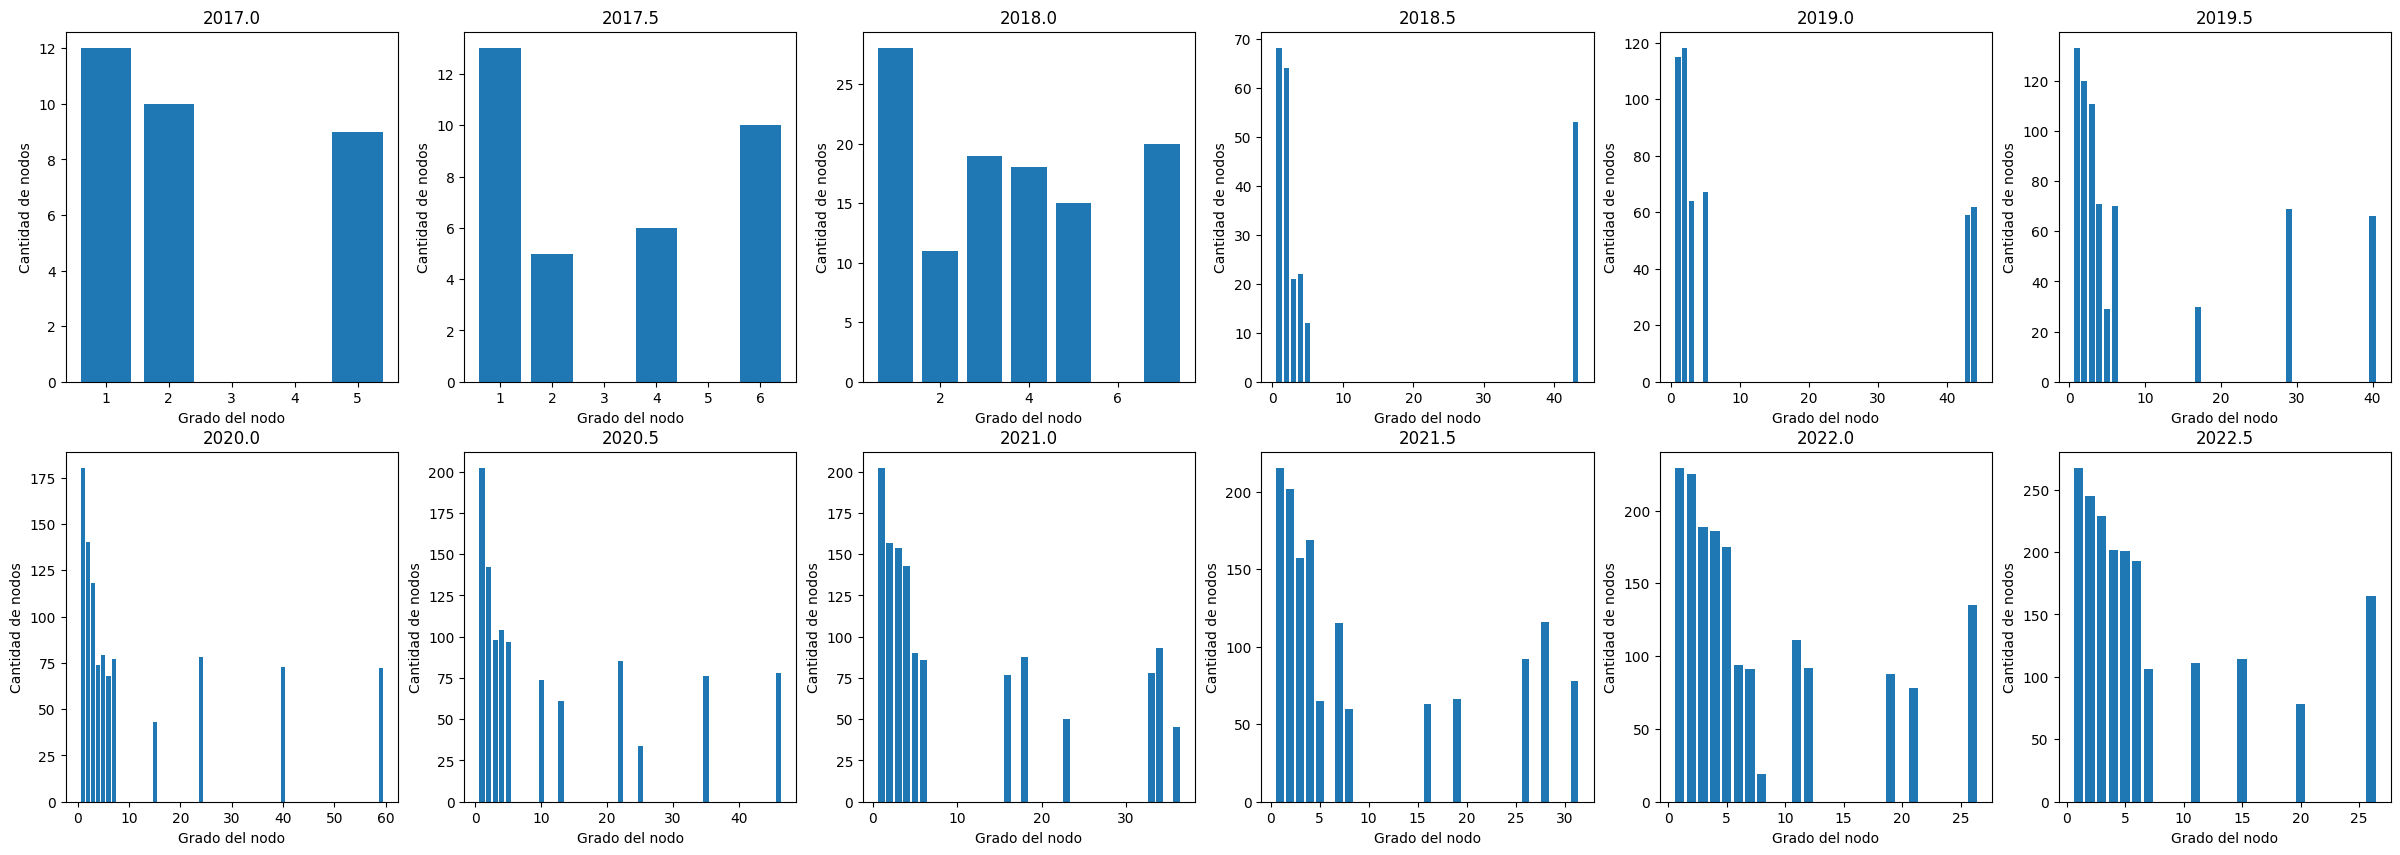 2017.0
Cantidad de nodos
12
10
8
6
4
2
0
1 2 3 4 5
Grado del nodo
2017.5
Cantidad de nodos
12
10
8
6
4
2
0
1 2 3 4 5 6
Grado del nodo
2018.0
Cantidad de nodos
25
20
15
10
5
0
2 4 6
Grado del nodo
2018.5
Cantidad de nodos
70
60
50
40
30
20
10
0
0 10 20 30 40
Grado del nodo
2019.0
Cantidad de nodos
120
100
80
60
40
20
0
0 10 20 30 40
Grado del nodo
2019.5
Cantidad de nodos
120
100
80
60
40
20
0
0 10 20 30 40
Grado del nodo
2020.0
Cantidad de nodos
175
150
125
100
75
50
25
0
0 10 20 30 40 50 60
Grado del nodo
2020.5
Cantidad de nodos
200
175
150
125
100
75
50
25
0
0 10 20 30 40
Grado del nodo
2021.0
Cantidad de nodos
200
175
150
125
100
75
50
25
0
0 10 20 30
Grado del nodo
2021.5
Cantidad de nodos
200
150
100
50
0
0 5 10 15 20 25 30
Grado del nodo
2022.0
Cantidad de nodos
200
150
100
50
0
0 5 10 15 20 25
Grado del nodo
2022.5
Cantidad de nodos
250
200
150
100
50
0
0 5 10 15 20 25
Grado del nodo